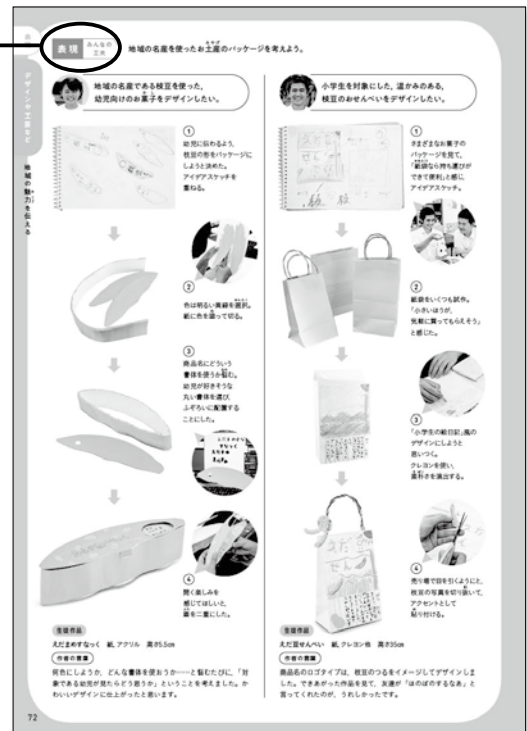 表現 みんなの工夫
地域の名産を使ったお土産のパッケージを考えよう。
デザインや工芸など
地域の魅力を伝える
地域の名産である枝豆を使った、
幼児向けのお菓子をデザインしたい。
①
幼児に伝わるよう、
枝豆の形をパッケージに
しようと決めた。
アイデアスケッチを
重ねる。
②
色は明るい黄緑を選択。
紙に色を塗って切る。
③
商品名にどういう
書体を使うか悩む。
幼児が好きそうな
丸い書体を選び、
ふぞろいに配置する
ことにした。
④
開く楽しみを
感じてほしいと、
蓋を二重にした。
生徒作品
えだまめすなっく 紙、アクリル 高さ5.5cm
作者の言葉
何色にしようか、どんな書体を使おうか……と悩むたびに、「対
象である幼児が見たらどう思うか」ということを考えました。か
わいいデザインに仕上がったと思います。
小学生を対象にした、温かみのある、
枝豆のおせんべいをデザインしたい。
①
さまざまなお菓子の
パッケージを見て、
「紙袋なら持ち運びが
できて便利」と感じ、
アイデアスケッチ。
②
紙袋をいくつも試作。
「小さいほうが、
気軽に買ってもらえそう」
と感じた。
③
「小学生の絵日記」風の
デザインにしようと
思いつく。
クレヨンを使い、
素朴さを演出する。
④
売り場で目を引くようにと、
枝豆の写真を切り抜いて、
アクセントとして
貼り付ける。
生徒作品
えだ豆せんべい 紙、クレヨン他 高さ35cm
作者の言葉
商品名のロゴタイプは、枝豆のつるをイメージしてデザインしま
した。できあがった作品を見て、友達が「ほのぼのするなあ」と
言ってくれたのが、うれしかったです。
72